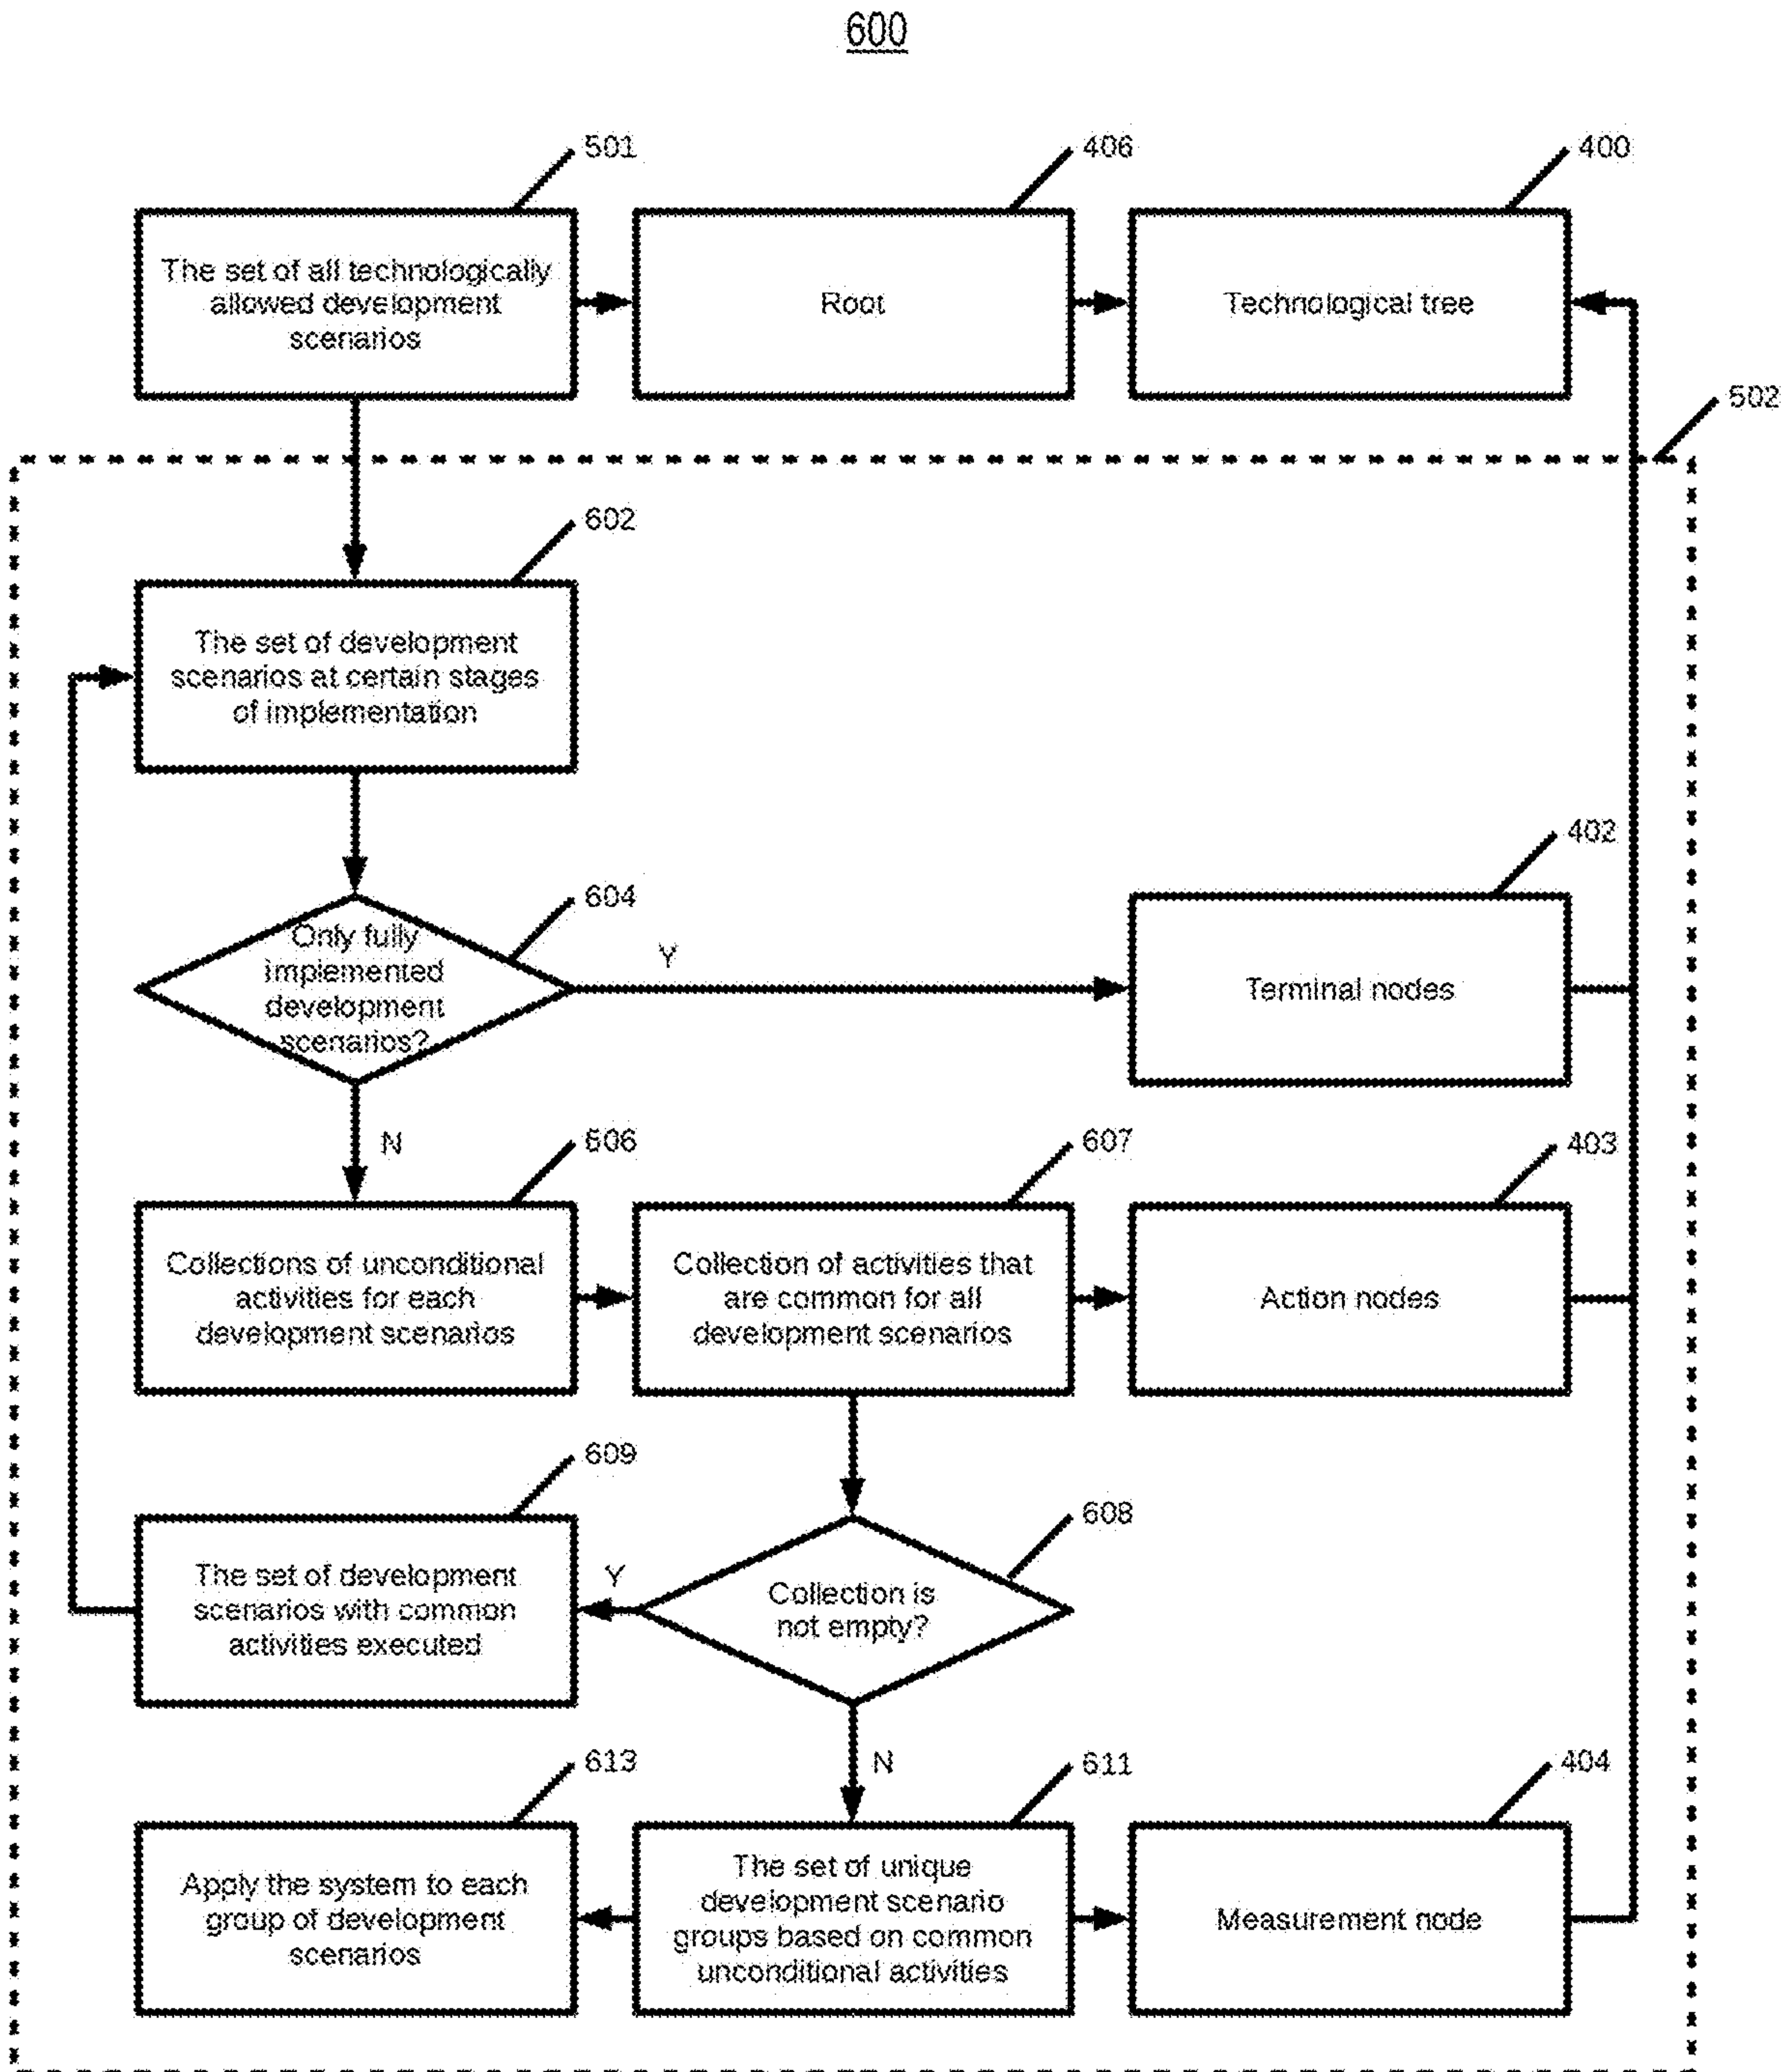 600
501
406
400
The set of all technologically
allowed development
scenarios
Root
Technological tree
502
602
The set of development
scenarios at certain stages
of implementation
402
604
Only fully
implemented
development
scenarios?
Y
Terminal nodes
N
606
607
403
Collections of unconditional
activities for each
development scenarios
Collection of activities that
are common for all
development scenarios
Action nodes
609
608
The set of development
scenarios with common
activities executed
Y
Collection is
not empty?
N
613
611
404
Apply the system to each
group of development
scenarios
The set of unique
development scenario
groups based on common
unconditional activities
Measurement node